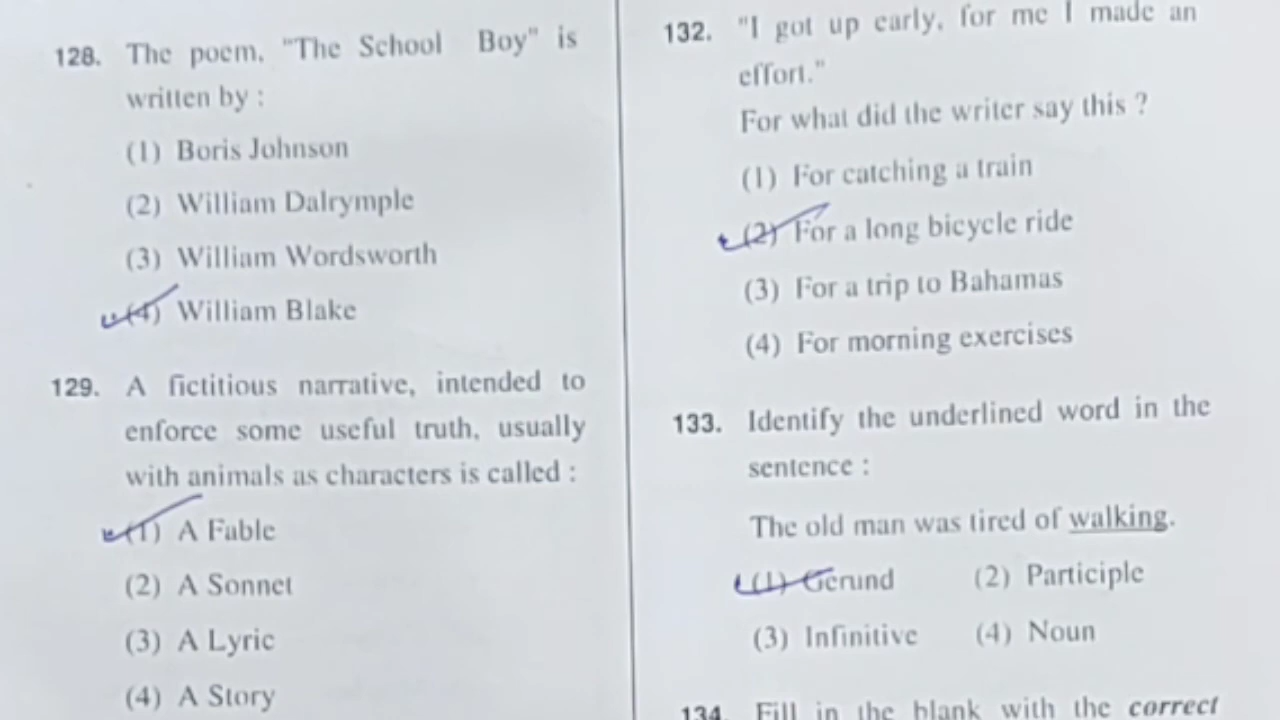 128. The poem, "The School Boy" is
written by :
(1) Boris Johnson
(2) William Dalrymple
(3) William Wordsworth
(4) William Blake
129. A fictitious narrative, intended to
enforce some useful truth, usually
with animals as characters is called :
(1) A Fable
(2) A Sonnet
(3) A Lyric
(4) A Story
132. "I got up early, for me I made an
effort."
For what did the writer say this ?
(1) For catching a train
(2) For a long bicycle ride
(3) For a trip to Bahamas
(4) For morning exercises
133. Identify the underlined word in the
sentence :
The old man was tired of walking.
(1) Gerund (2) Participle
(3) Infinitive (4) Noun
134. Fill in the blank with the correct